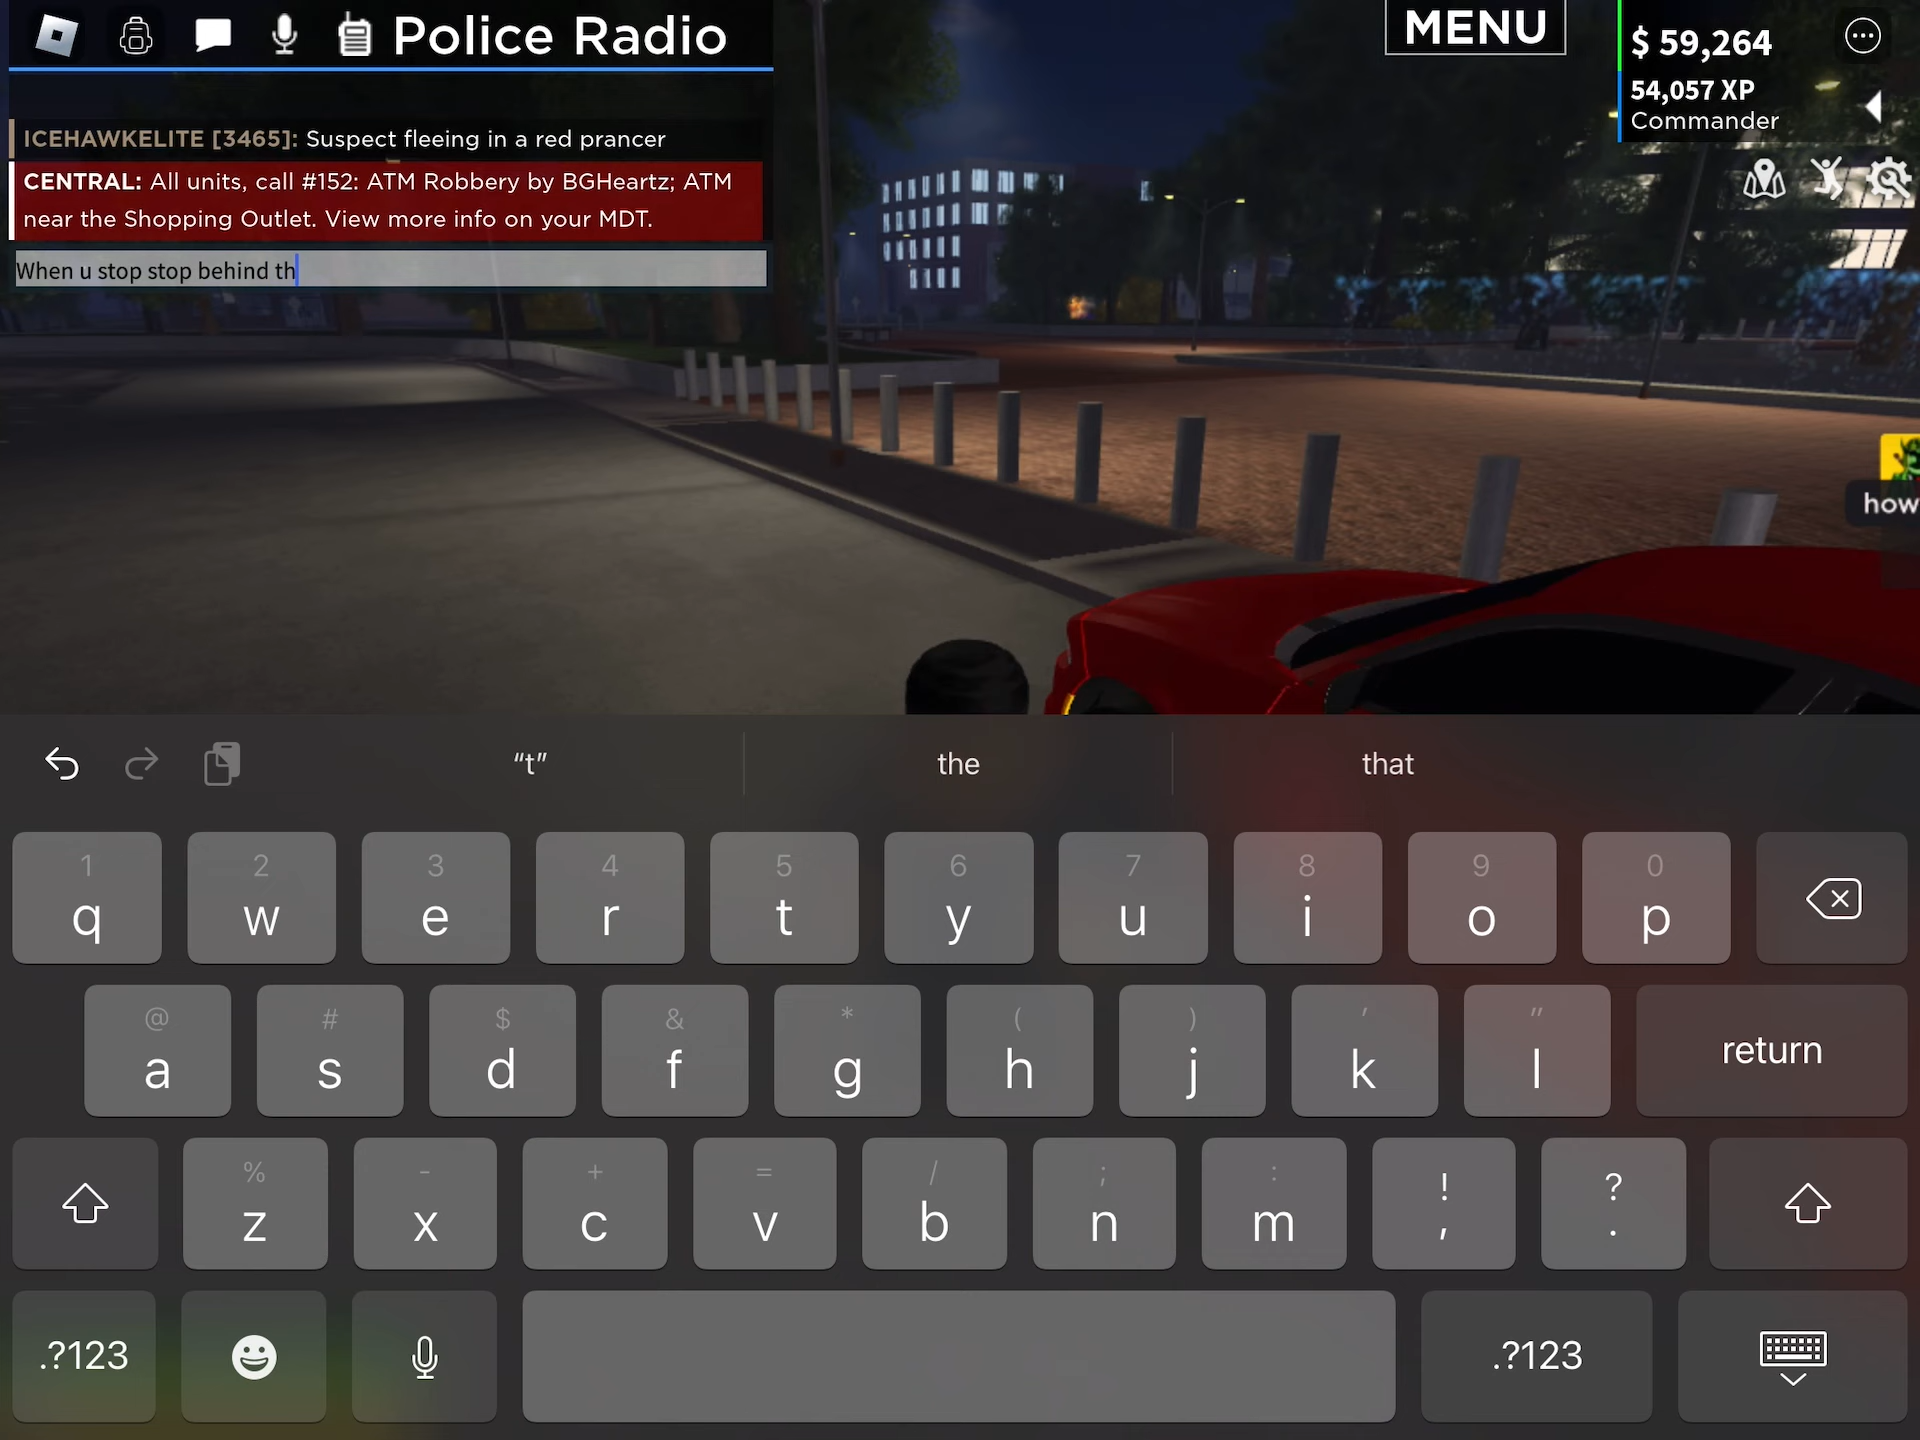 Police Radio
MENU
$ 59,264
54,057 XP
Commander
ICEHAWKELITE [3465]: Suspect fleeing in a red prancer
CENTRAL: All units, call #152: ATM Robbery by BGHeartz; ATM
near the Shopping Outlet. View more info on your MDT.
When u stop stop behind th
how
“t” the that
1 2 3 4 5 6 7 8 9 0
q w e r t y u i o p
@ # $ & * ( ) ' "
a s d f g h j k l return
% - + = / ; : ! ?
z x c v b n m , .
.?123 .?123